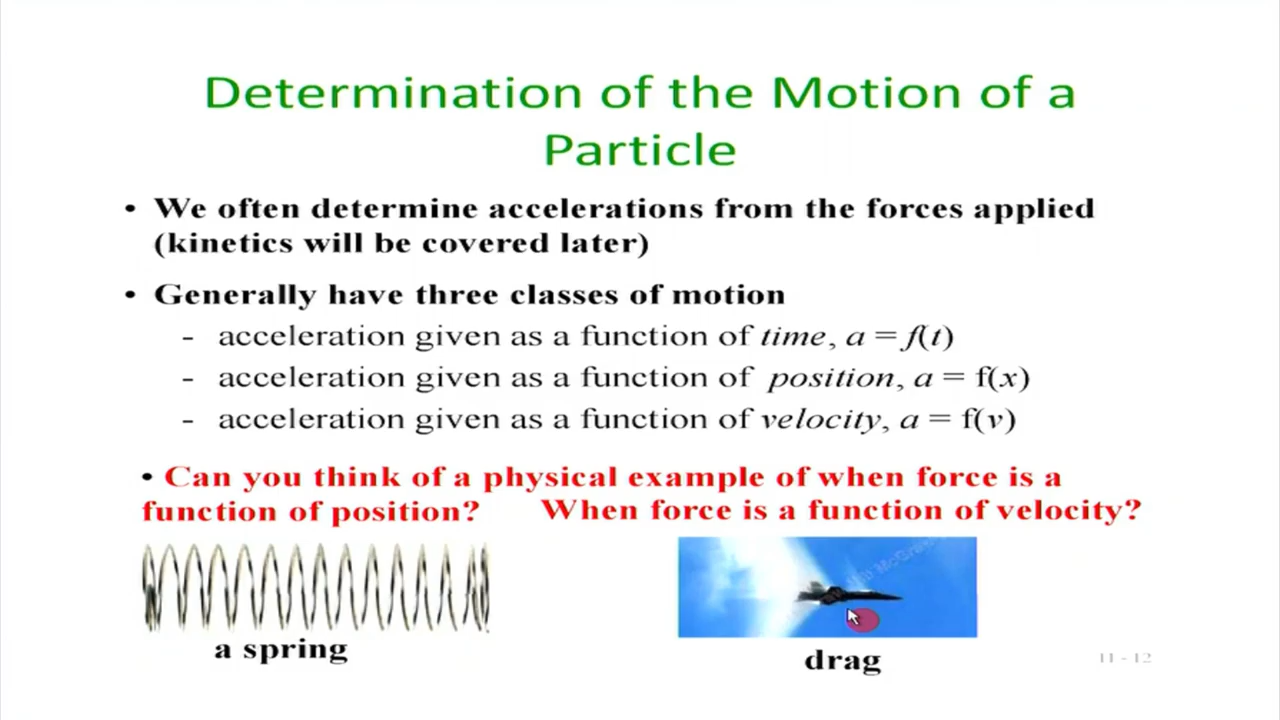 Determination of the Motion of a
Particle
• We often determine accelerations from the forces applied
(kinetics will be covered later)
• Generally have three classes of motion
- acceleration given as a function of time, a = f(t)
- acceleration given as a function of position, a = f(x)
- acceleration given as a function of velocity, a = f(v)
• Can you think of a physical example of when force is a
function of position? When force is a function of velocity?
a spring
drag
11 - 12